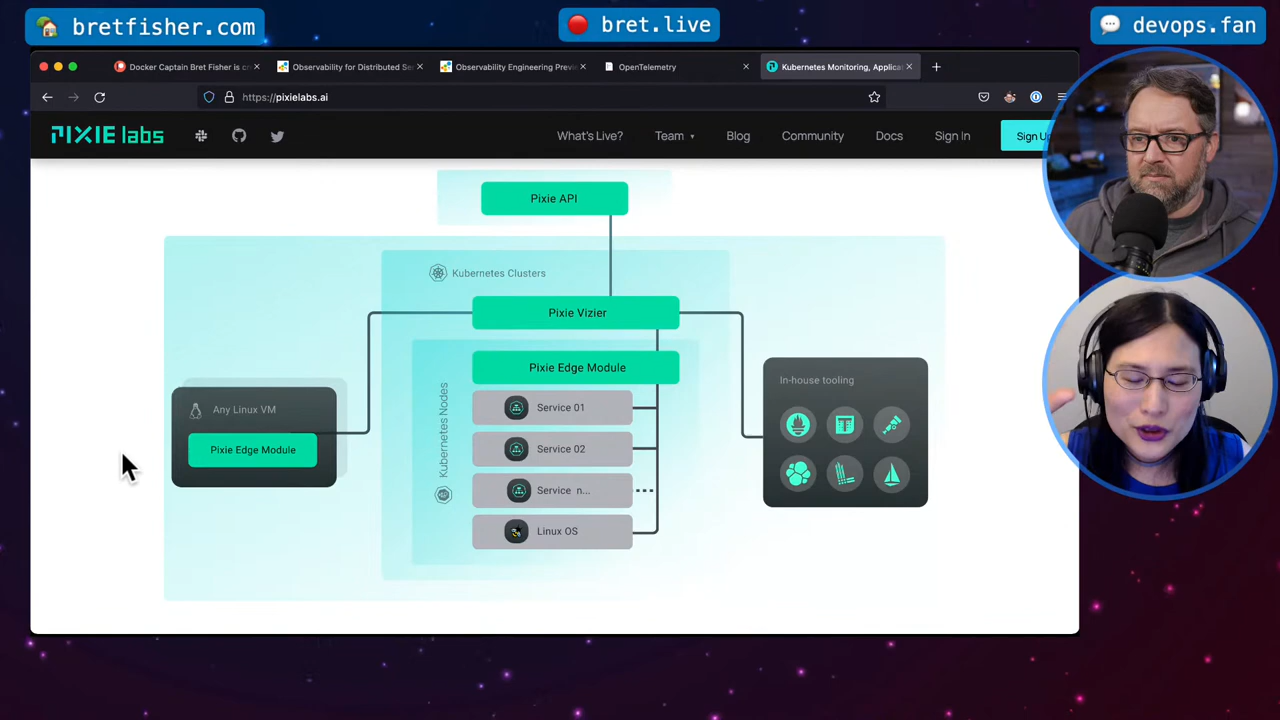 bretfisher.com
bret.live
devops.fan
Docker Captain Bret Fisher is c
Observability for Distributed Se
Observability Engineering Previ
OpenTelemetry
Kubernetes Monitoring, Applica
https://pixielabs.ai
PIXIE labs
What's Live?
Team
Blog
Community
Docs
Sign In
Sign U
Pixie API
Kubernetes Clusters
Pixie Vizier
Pixie Edge Module
Kubernetes Nodes
Service 01
Service 02
Service n...
Linux OS
Any Linux VM
Pixie Edge Module
In-house tooling